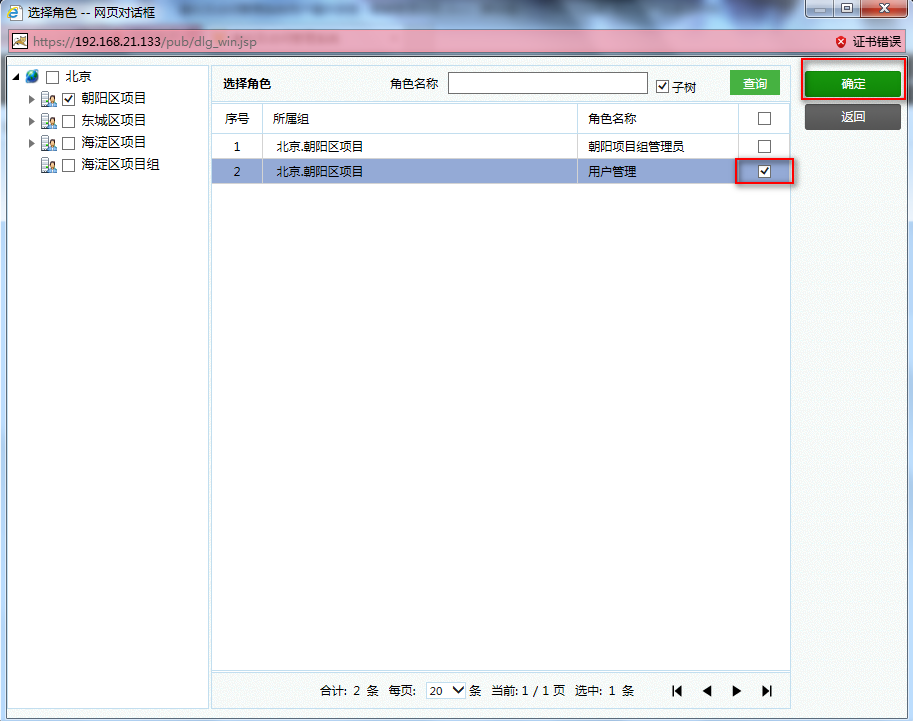 选择角色 -- 网页对话框
https://192.168.21.133/pub/dlg_win.jsp 证书错误
北京
朝阳区项目
东城区项目
海淀区项目
海淀区项目组
选择角色 角色名称 子树 查询
序号 所属组 角色名称
1 北京.朝阳区项目 朝阳项目组管理员
2 北京.朝阳区项目 用户管理
合计: 2 条 每页: 20 条 当前: 1 / 1 页 选中: 1 条
确定
返回